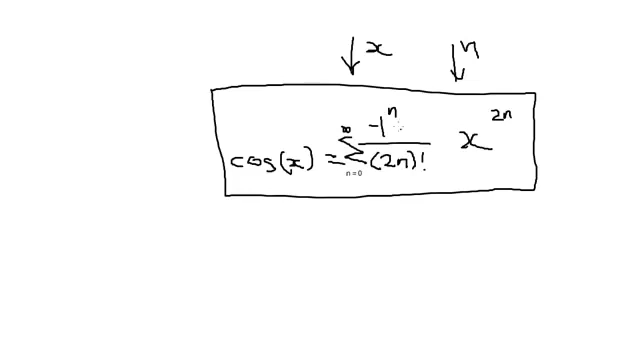 x n
cos(x) = ∞ Σ n=0 -1^n / (2n)! x^2n